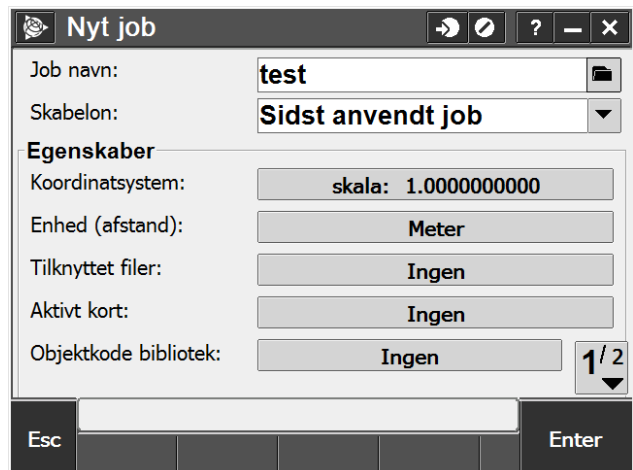 Nyt job
?
Job navn: test
Skabelon: Sidst anvendt job
Egenskaber
Koordinatsystem: skala: 1.0000000000
Enhed (afstand): Meter
Tilknyttet filer: Ingen
Aktivt kort: Ingen
Objektkode bibliotek: Ingen
1/2
Esc
Enter